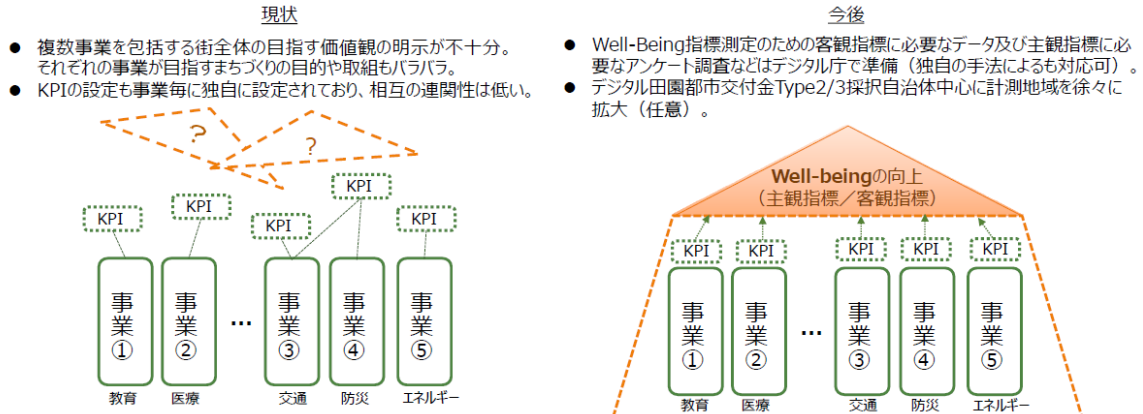 現状
● 複数事業を包括する街全体の目指す価値観の明示が不十分。
それぞれの事業が目指すまちづくりの目的や取組もバラバラ。
● KPIの設定も事業毎に独自に設定されており、相互の連関性は低い。
?
?
KPI
KPI
KPI
KPI
KPI
事業①
事業②
…
事業③
事業④
事業⑤
教育
医療
交通
防災
エネルギー
今後
● Well-Being指標測定のための客観指標に必要なデータ及び主観指標に必
要なアンケート調査などはデジタル庁で準備（独自の手法によるも対応可）。
● デジタル田園都市交付金Type2/3採択自治体中心に計測地域を徐々に
拡大（任意）。
Well-beingの向上
（主観指標／客観指標）
KPI
KPI
KPI
KPI
KPI
事業①
事業②
…
事業③
事業④
事業⑤
教育
医療
交通
防災
エネルギー